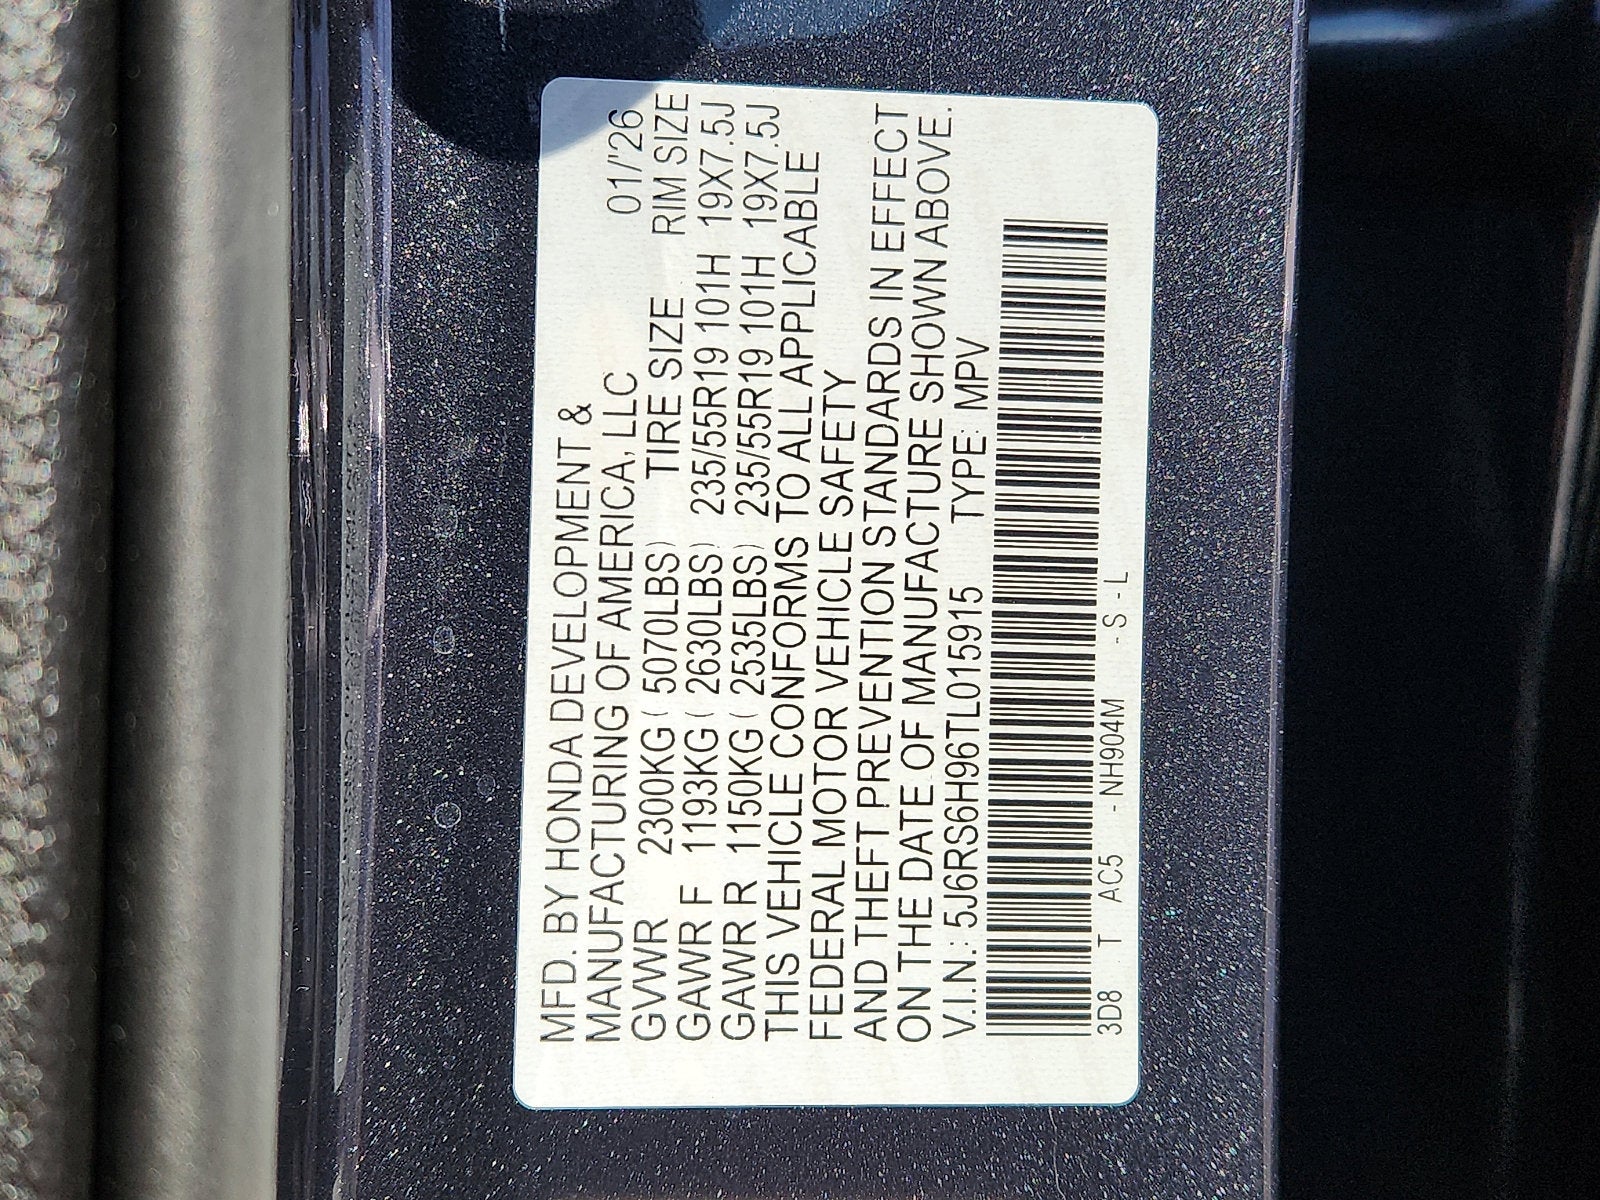 MFD. BY HONDA DEVELOPMENT &
MANUFACTURING OF AMERICA, LLC 01/'26
GVWR 2300KG( 5070LBS) TIRE SIZE RIM SIZE
GAWR F 1193KG( 2630LBS) 235/55R19 101H 19X7.5J
GAWR R 1150KG( 2535LBS) 235/55R19 101H 19X7.5J
THIS VEHICLE CONFORMS TO ALL APPLICABLE
FEDERAL MOTOR VEHICLE SAFETY
AND THEFT PREVENTION STANDARDS IN EFFECT
ON THE DATE OF MANUFACTURE SHOWN ABOVE.
V.I.N.: 5J6RS6H96TL015915 TYPE: MPV
3D8 T AC5 - NH904M - S - L